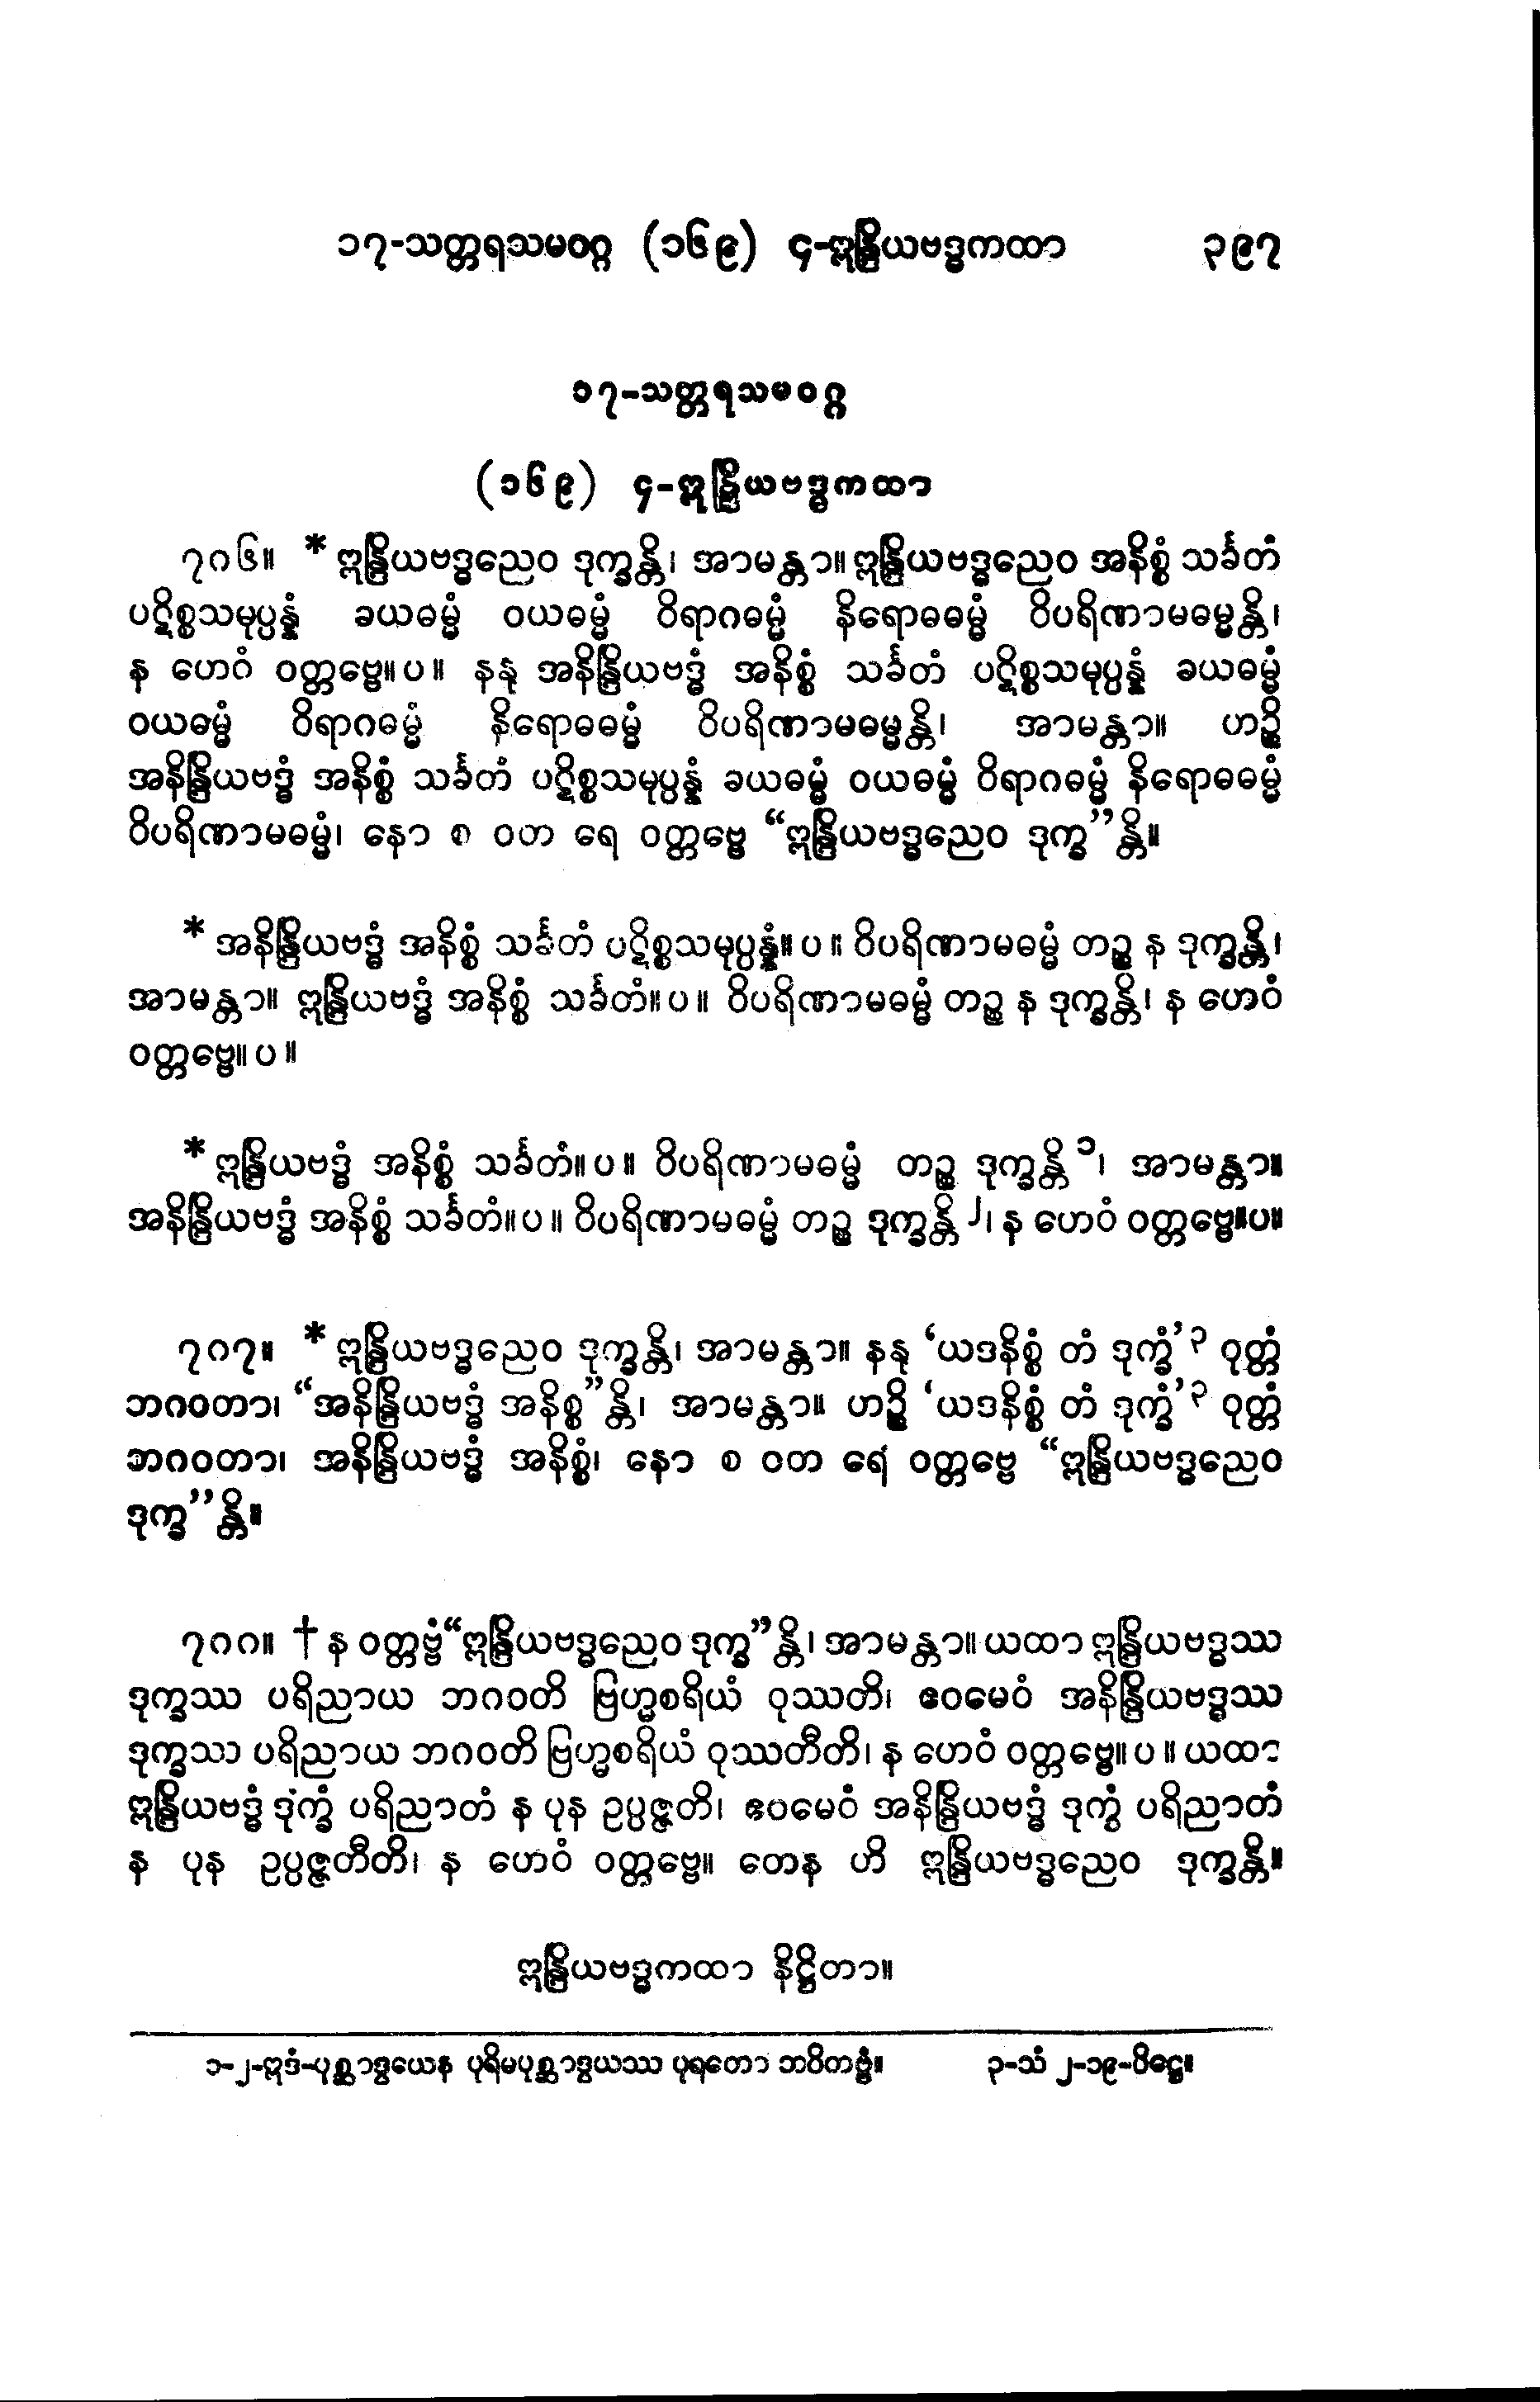 ၁၇-သတ္တရသမဝဂ္ဂ (၁၆၉) ၄-ဣန္ဒြိယဗဒ္ဓကထာ ၃၉၇
၁၇-သတ္တရသမဝဂ္ဂ
(၁၆၉) ၄-ဣန္ဒြိယဗဒ္ဓကထာ
၇၈၆။ * ဣန္ဒြိယဗဒ္ဓညေဝ ဒုက္ခန္တိ၊ အာမန္တာ။ ဣန္ဒြိယဗဒ္ဓညေဝ အနိစ္စံ သင်္ခတံ
ပဋိစ္စသမုပ္ပန္နံ ခယဓမ္မံ ဝယဓမ္မံ ဝိရာဂဓမ္မံ နိရောဓဓမ္မံ ဝိပရိဏာမဓမ္မန္တိ၊
န ဟေဝံ ဝတ္တဗ္ဗေ။ပ။ နနု အနိန္ဒြိယဗဒ္ဓံ အနိစ္စံ သင်္ခတံ ပဋိစ္စသမုပ္ပန္နံ ခယဓမ္မံ
ဝယဓမ္မံ ဝိရာဂဓမ္မံ နိရောဓဓမ္မံ ဝိပရိဏာမဓမ္မန္တိ၊ အာမန္တာ။ ဟဉ္စိ
အနိန္ဒြိယဗဒ္ဓံ အနိစ္စံ သင်္ခတံ ပဋိစ္စသမုပ္ပန္နံ ခယဓမ္မံ ဝယဓမ္မံ ဝိရာဂဓမ္မံ နိရောဓဓမ္မံ
ဝိပရိဏာမဓမ္မံ၊ နော စ ဝတ ရေ ဝတ္တဗ္ဗေ “ဣန္ဒြိယဗဒ္ဓညေဝ ဒုက္ခ”န္တိ။
* အနိန္ဒြိယဗဒ္ဓံ အနိစ္စံ သင်္ခတံ ပဋိစ္စသမုပ္ပန္နံ။ပ။ ဝိပရိဏာမဓမ္မံ တဉ္စ န ဒုက္ခန္တိ၊
အာမန္တာ။ ဣန္ဒြိယဗဒ္ဓံ အနိစ္စံ သင်္ခတံ။ပ။ ဝိပရိဏာမဓမ္မံ တဉ္စ န ဒုက္ခန္တိ၊ န ဟေဝံ
ဝတ္တဗ္ဗေ။ပ။
* ဣန္ဒြိယဗဒ္ဓံ အနိစ္စံ သင်္ခတံ။ပ။ ဝိပရိဏာမဓမ္မံ တဉ္စ ဒုက္ခန္တိ ၁၊ အာမန္တာ။
အနိန္ဒြိယဗဒ္ဓံ အနိစ္စံ သင်္ခတံ။ပ။ ဝိပရိဏာမဓမ္မံ တဉ္စ ဒုက္ခန္တိ ၂၊ န ဟေဝံ ဝတ္တဗ္ဗေ။ပ။
၇၈၇။ * ဣန္ဒြိယဗဒ္ဓညေဝ ဒုက္ခန္တိ၊ အာမန္တာ။ နနု ‘ယဒနိစ္စံ တံ ဒုက္ခံ’ ၃ ဝုတ္တံ
ဘဂဝတာ၊ “အနိန္ဒြိယဗဒ္ဓံ အနိစ္စ”န္တိ၊ အာမန္တာ။ ဟဉ္စိ ‘ယဒနိစ္စံ တံ ဒုက္ခံ’ ၃ ဝုတ္တံ
ဘဂဝတာ၊ အနိန္ဒြိယဗဒ္ဓံ အနိစ္စံ၊ နော စ ဝတ ရေ ဝတ္တဗ္ဗေ “ဣန္ဒြိယဗဒ္ဓညေဝ
ဒုက္ခ”န္တိ။
၇၈၈။ † န ဝတ္တဗ္ဗံ“ဣန္ဒြိယဗဒ္ဓညေဝ ဒုက္ခ”န္တိ၊ အာမန္တာ။ ယထာ ဣန္ဒြိယဗဒ္ဓဿ
ဒုက္ခဿ ပရိညာယ ဘဂဝတိ ဗြဟ္မစရိယံ ဝုဿတိ၊ ဧဝမေဝံ အနိန္ဒြိယဗဒ္ဓဿ
ဒုက္ခဿ ပရိညာယ ဘဂဝတိ ဗြဟ္မစရိယံ ဝုဿတီတိ၊ န ဟေဝံ ဝတ္တဗ္ဗေ။ပ။ ယထာ
ဣန္ဒြိယဗဒ္ဓံ ဒုက္ခံ ပရိညာတံ န ပုန ဥပ္ပဇ္ဇတိ၊ ဧဝမေဝံ အနိန္ဒြိယဗဒ္ဓံ ဒုက္ခံ ပရိညာတံ
န ပုန ဥပ္ပဇ္ဇတီတိ၊ န ဟေဝံ ဝတ္တဗ္ဗေ။ တေန ဟိ ဣန္ဒြိယဗဒ္ဓညေဝ ဒုက္ခန္တိ။
ဣန္ဒြိယဗဒ္ဓကထာ နိဋ္ဌိတာ။
၁-၂-ဣဒံ-ပုစ္ဆာဒွယေန ပုရိမပုစ္ဆာဒွယဿ ပုရတော ဘဝိတဗ္ဗံ။ ၃-သံ ၂-၁၉-ပိဋ္ဌေ။